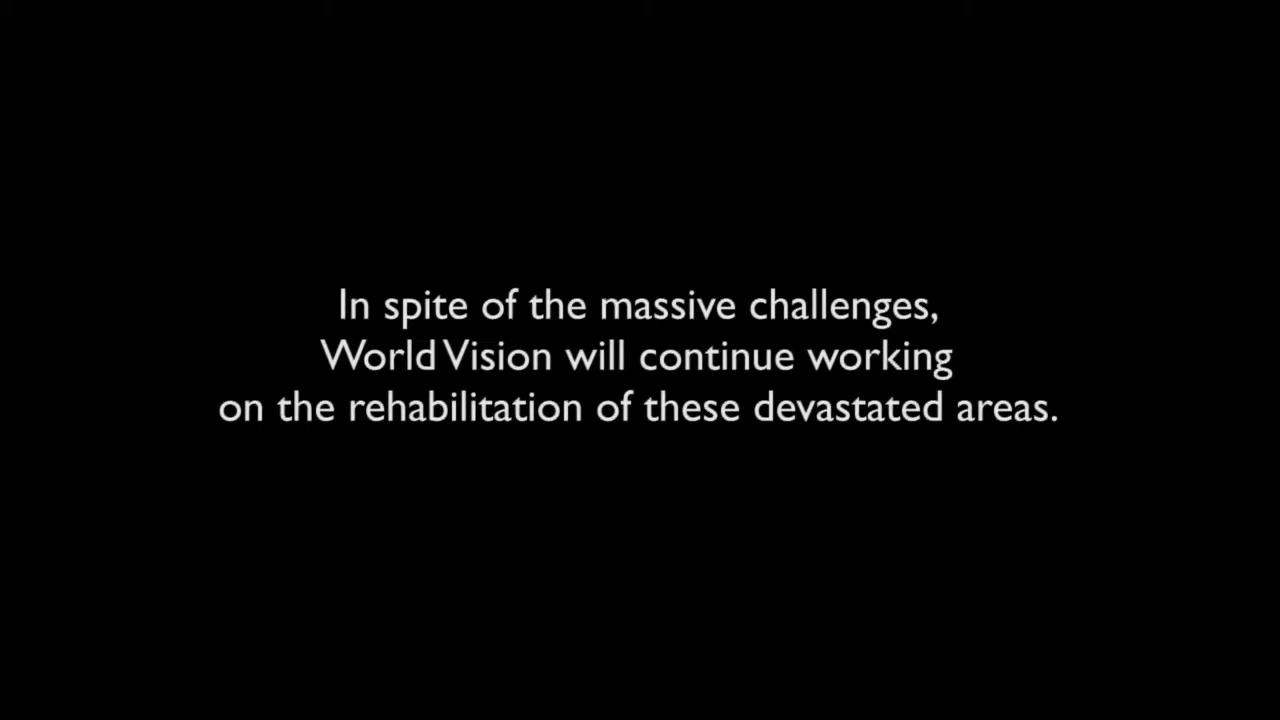 In spite of the massive challenges,
World Vision will continue working
on the rehabilitation of these devastated areas.